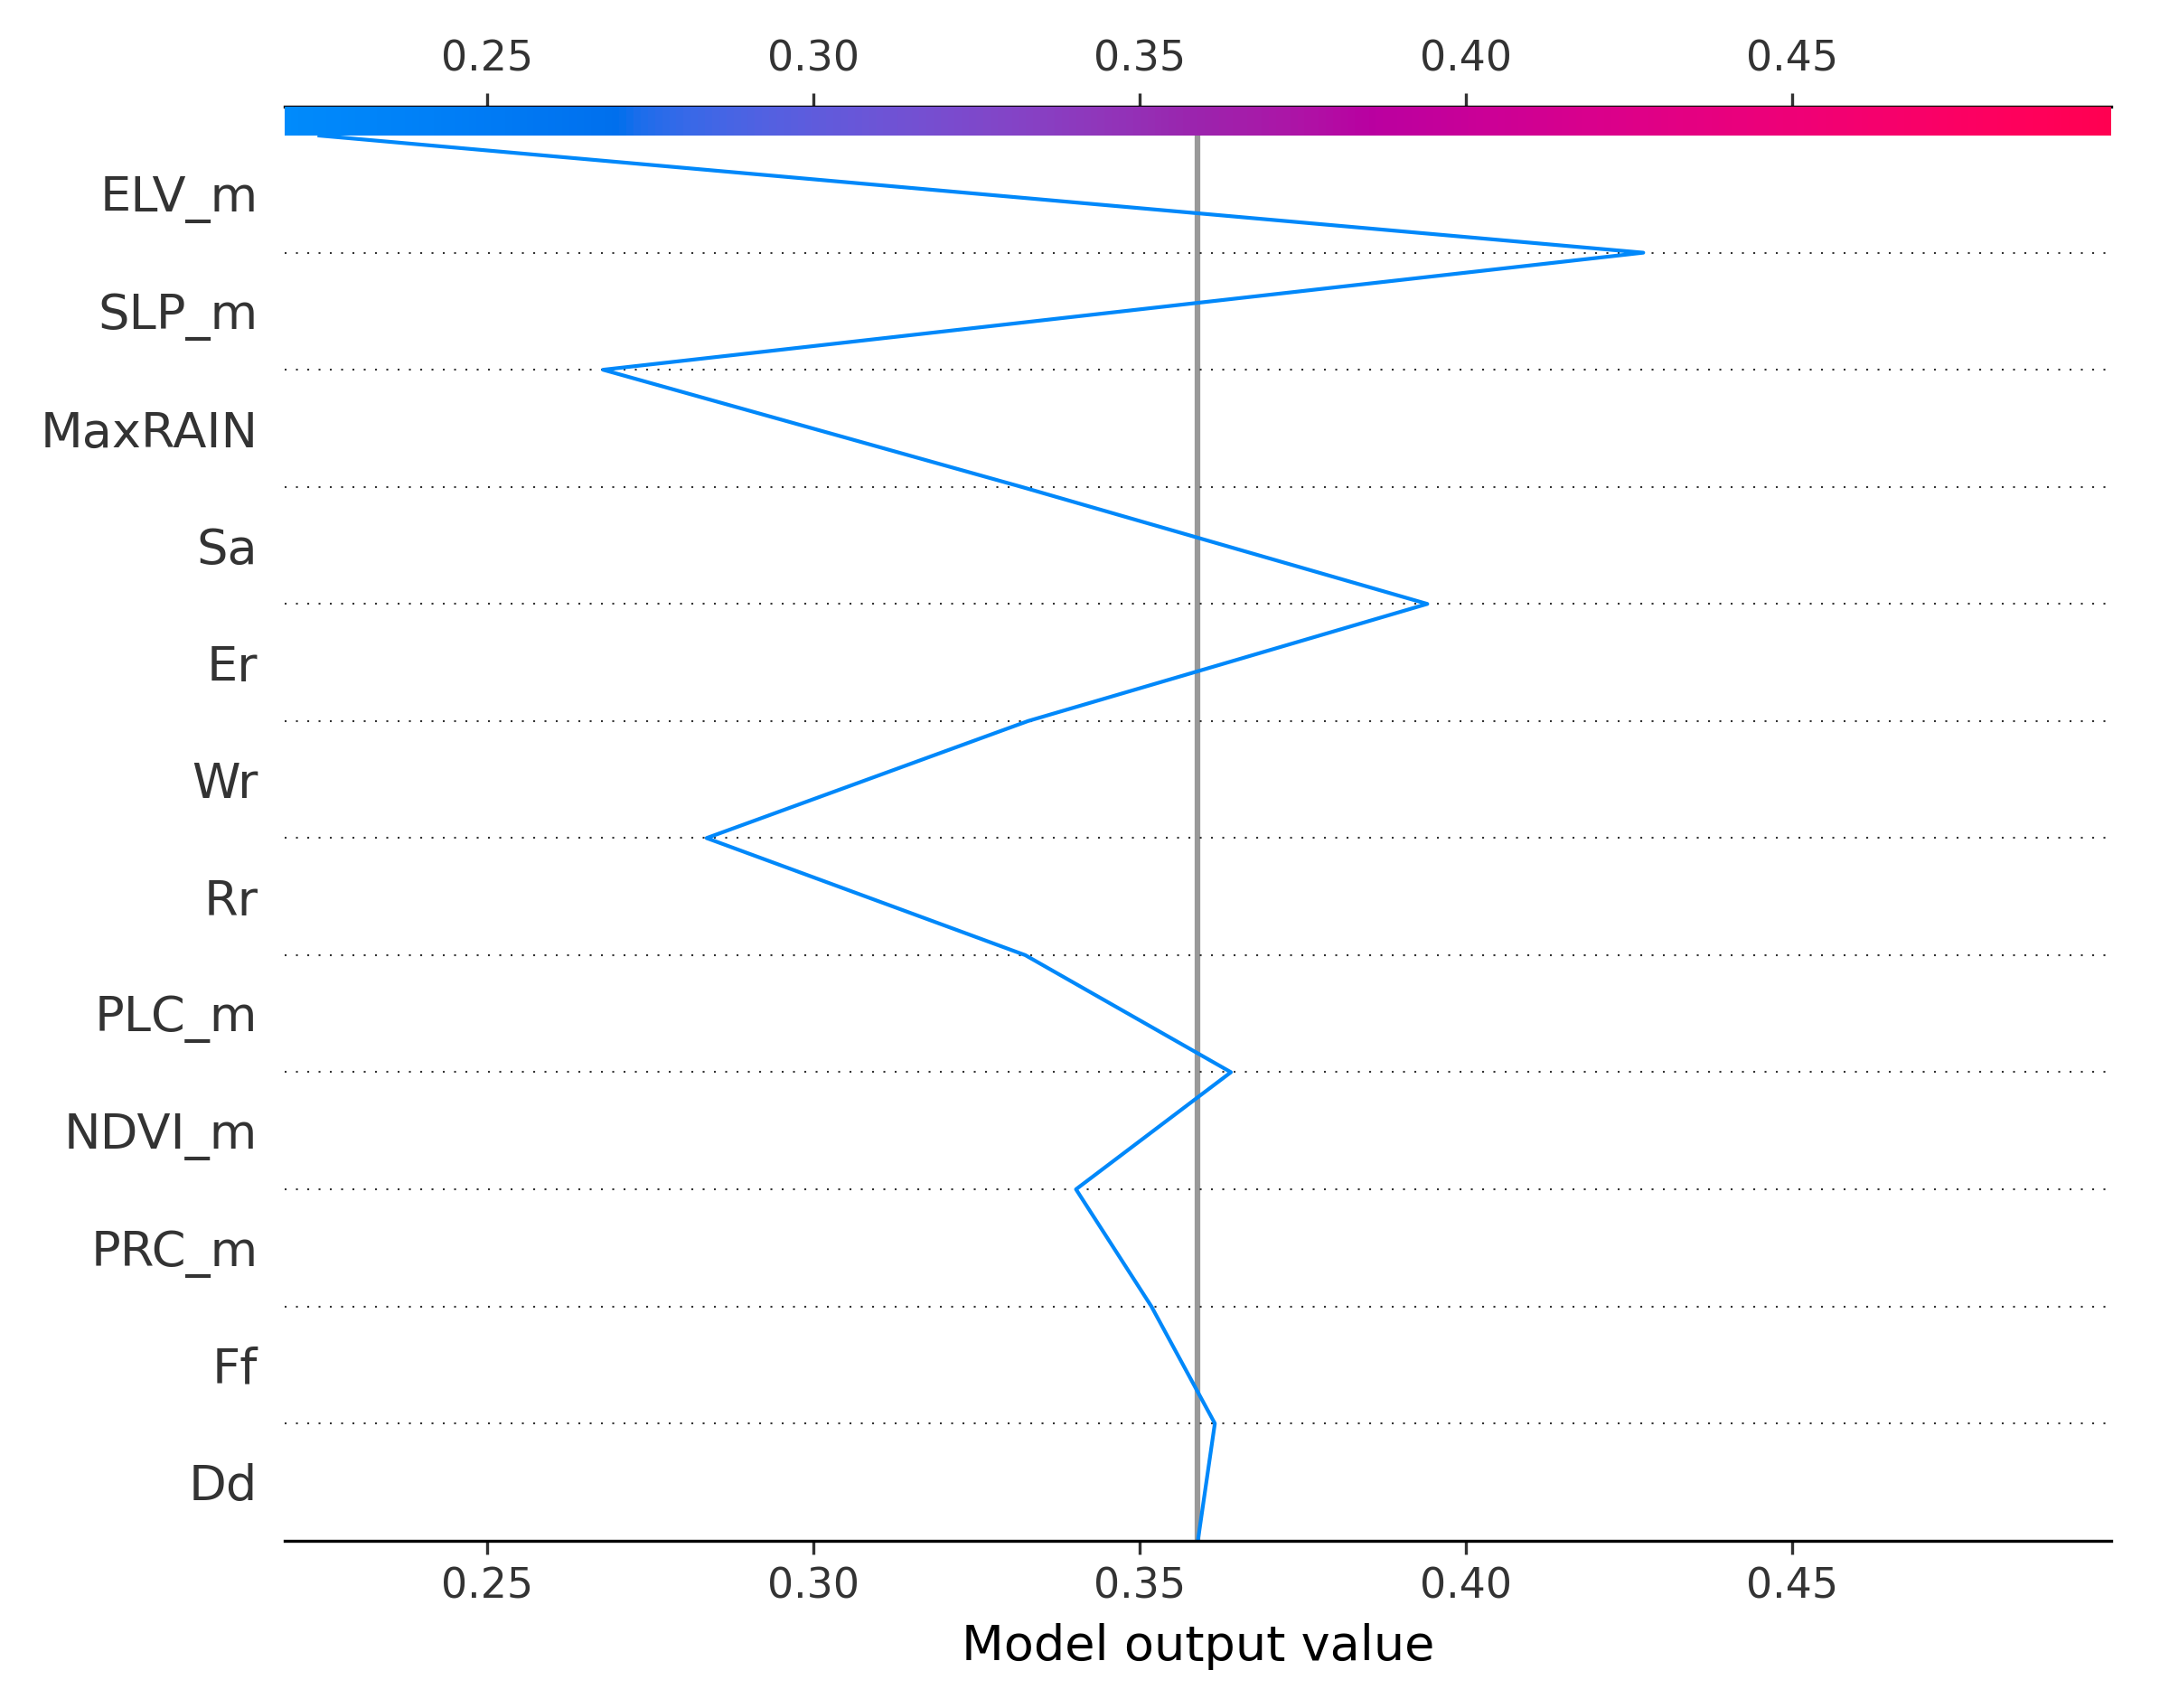 0.25 0.30 0.35 0.40 0.45
ELV_m
SLP_m
MaxRAIN
Sa
Er
Wr
Rr
PLC_m
NDVI_m
PRC_m
Ff
Dd
0.25 0.30 0.35 0.40 0.45
Model output value